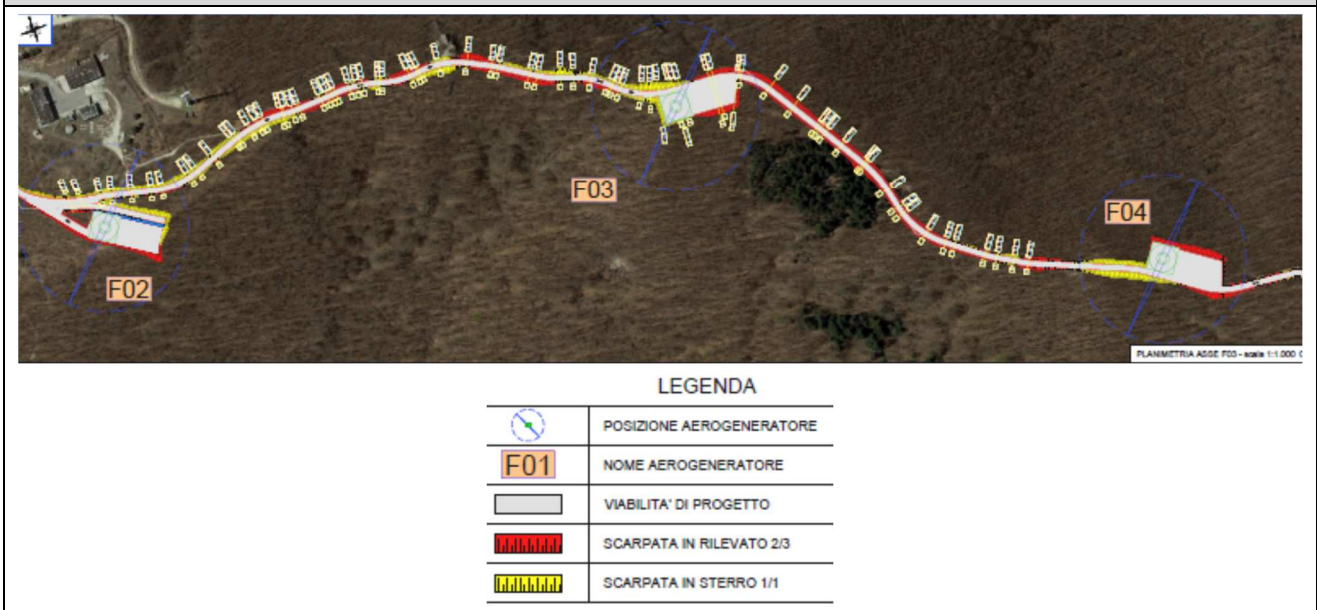 F03
F04
F02
PLANIMETRIA ASSE F03 - scala 1:1.000
LEGENDA
POSIZIONE AEROGENERATORE
F01 NOME AEROGENERATORE
VIABILITA' DI PROGETTO
SCARPATA IN RILEVATO 2/3
SCARPATA IN STERRO 1/1